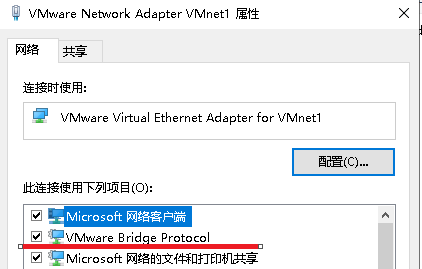 VMware Network Adapter VMnet1 属性
网络
共享
连接时使用:
VMware Virtual Ethernet Adapter for VMnet1
配置(C)...
此连接使用下列项目(O):
Microsoft 网络客户端
VMware Bridge Protocol
Microsoft 网络的文件和打印机共享